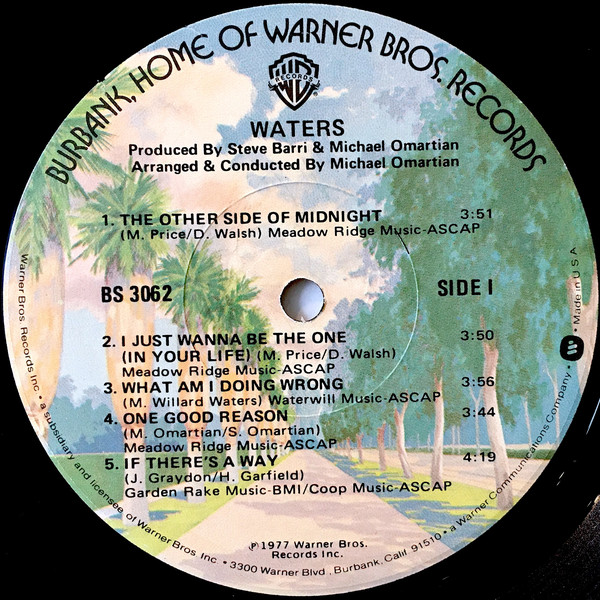 BURBANK, HOME OF WARNER BROS. RECORDS
WB RECORDS
WATERS
Produced By Steve Barri & Michael Omartian
Arranged & Conducted By Michael Omartian
1. THE OTHER SIDE OF MIDNIGHT 3:51
(M. Price/D. Walsh) Meadow Ridge Music-ASCAP
BS 3062 SIDE I
2. I JUST WANNA BE THE ONE 3:50
(IN YOUR LIFE) (M. Price/D. Walsh)
Meadow Ridge Music-ASCAP
3. WHAT AM I DOING WRONG 3:56
(M. Willard Waters) Waterwill Music-ASCAP
4. ONE GOOD REASON 3:44
(M. Omartian/S. Omartian)
Meadow Ridge Music-ASCAP
5. IF THERE'S A WAY 4:19
(J. Graydon/H. Garfield)
Garden Rake Music-BMI/Coop Music-ASCAP
℗1977 Warner Bros.
Records Inc.
Warner Bros. Records Inc. • a subsidiary and licensee of Warner Bros. Inc. • 3300 Warner Blvd., Burbank, Calif. 91510 • a Warner Communications Company • Made in U.S.A.